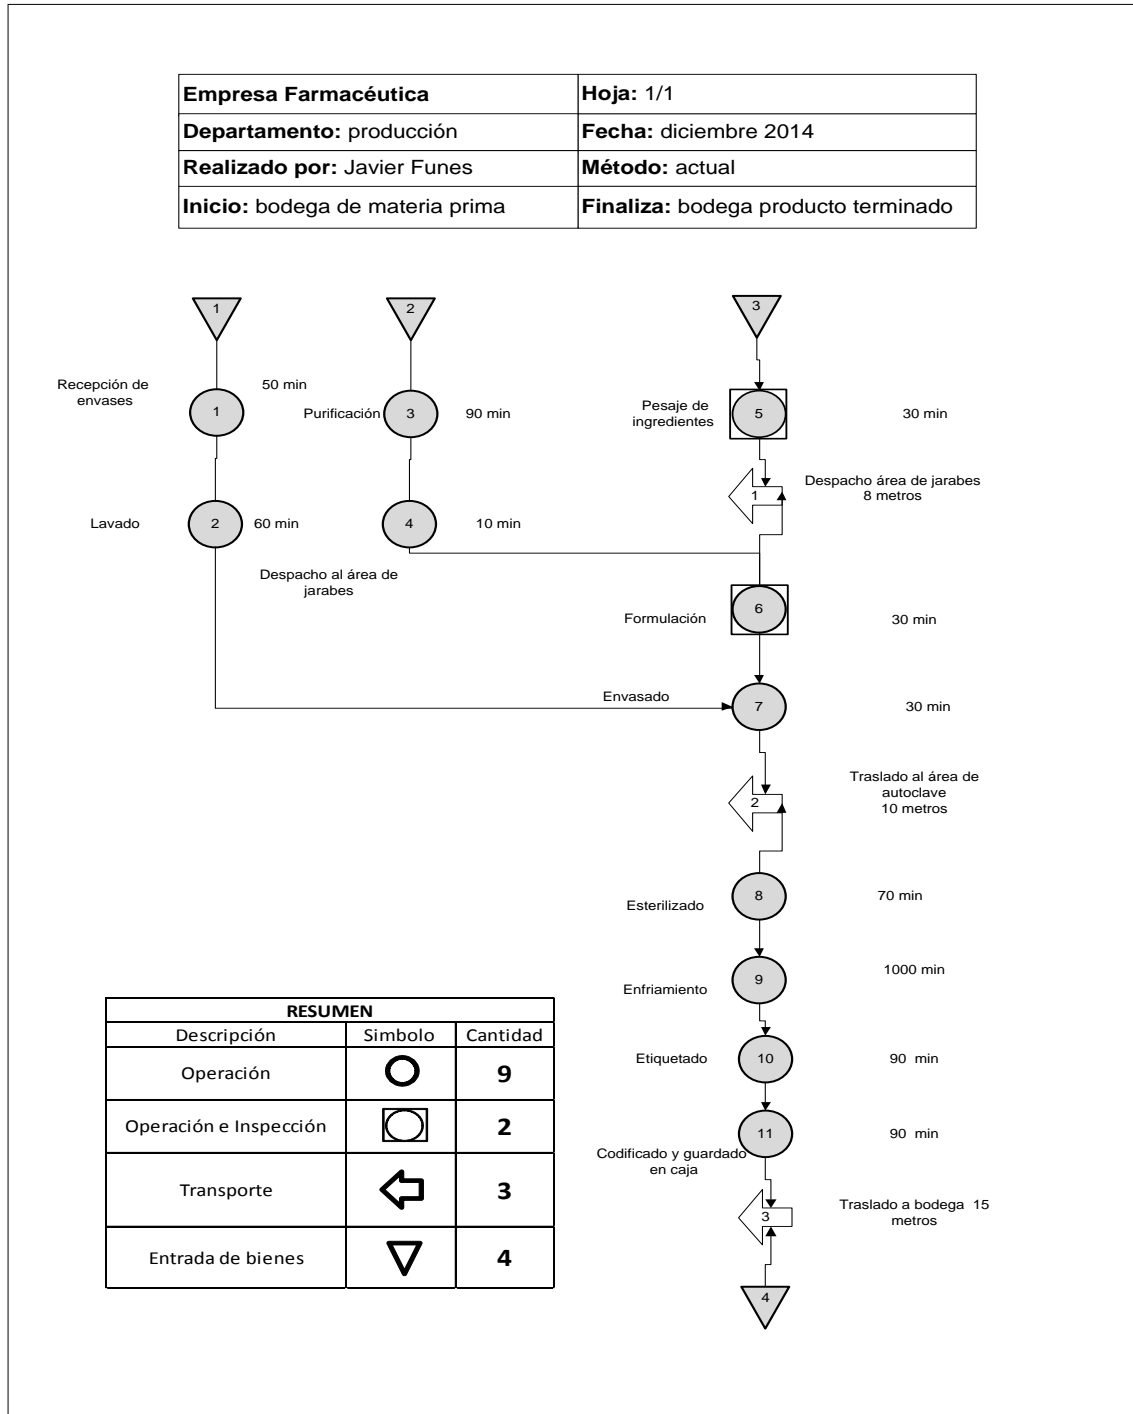 Empresa Farmacéutica
Hoja: 1/1
Departamento: producción
Fecha: diciembre 2014
Realizado por: Javier Funes
Método: actual
Inicio: bodega de materia prima
Finaliza: bodega producto terminado
1
2
3
Recepción de
envases
1
50 min
Purificación
3
90 min
Pesaje de
ingredientes
5
30 min
Despacho área de jarabes
8 metros
1
Lavado
2
60 min
4
10 min
Despacho al área de
jarabes
Formulación
6
30 min
Envasado
7
30 min
Traslado al área de
autoclave
10 metros
2
Esterilizado
8
70 min
Enfriamiento
9
1000 min
Etiquetado
10
90 min
Codificado y guardado
en caja
11
90 min
3
Traslado a bodega 15
metros
4
RESUMEN
Descripción
Simbolo
Cantidad
Operación
9
Operación e Inspección
2
Transporte
3
Entrada de bienes
4